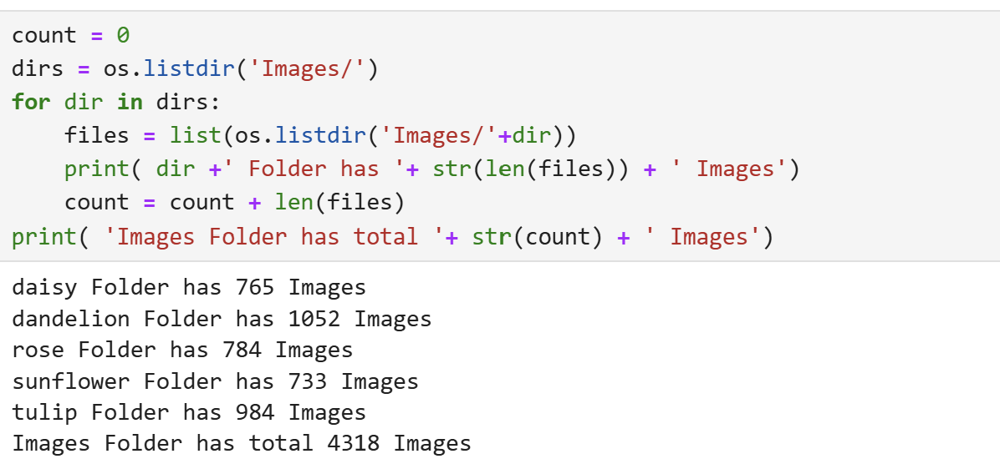 count = 0
dirs = os.listdir('Images/')
for dir in dirs:
    files = list(os.listdir('Images/'+dir))
    print( dir +' Folder has '+ str(len(files)) + ' Images')
    count = count + len(files)
print( 'Images Folder has total '+ str(count) + ' Images')
daisy Folder has 765 Images
dandelion Folder has 1052 Images
rose Folder has 784 Images
sunflower Folder has 733 Images
tulip Folder has 984 Images
Images Folder has total 4318 Images